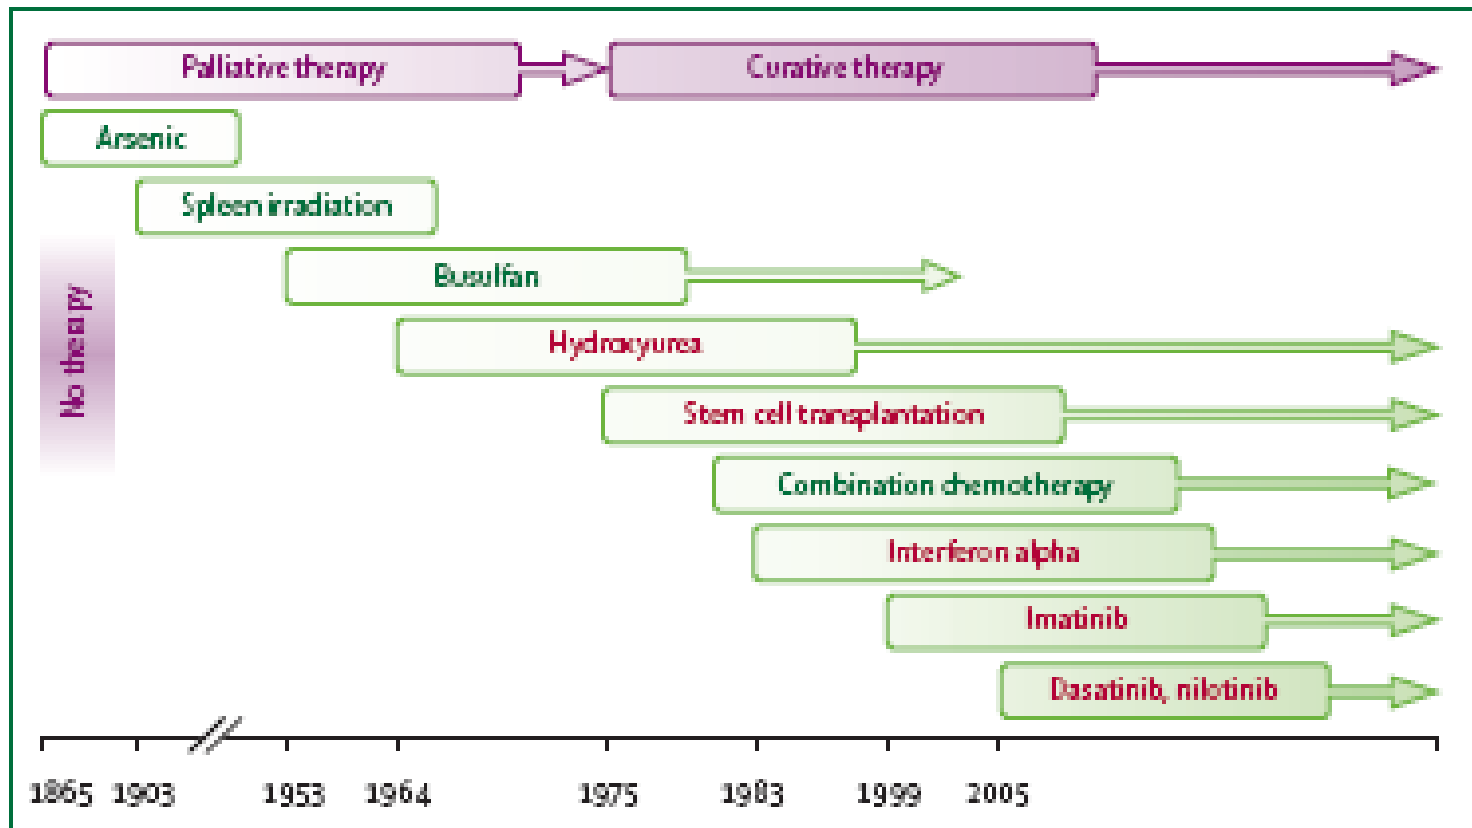 Palliative therapy
Curative therapy
Arsenic
Spleen irradiation
Busulfan
No therapy
Hydroxyurea
Stem cell transplantation
Combination chemotherapy
Interferon alpha
Imatinib
Dasatinib, nilotinib
1865 1903 1953 1964 1975 1983 1999 2005